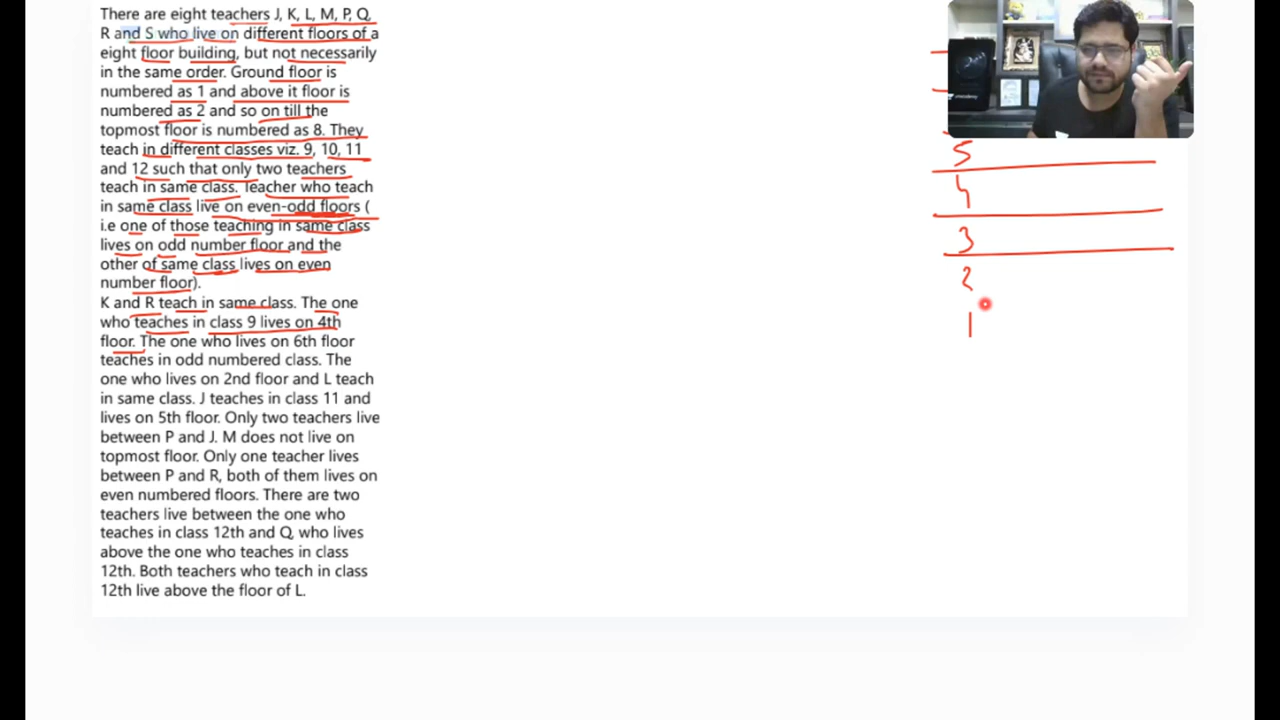 There are eight teachers J, K, L, M, P, Q,
R and S who live on different floors of a
eight floor building, but not necessarily
in the same order. Ground floor is
numbered as 1 and above it floor is
numbered as 2 and so on till the
topmost floor is numbered as 8. They
teach in different classes viz. 9, 10, 11
and 12 such that only two teachers
teach in same class. Teacher who teach
in same class live on even-odd floors (
i.e one of those teaching in same class
lives on odd number floor and the
other of same class lives on even
number floor).
K and R teach in same class. The one
who teaches in class 9 lives on 4th
floor. The one who lives on 6th floor
teaches in odd numbered class. The
one who lives on 2nd floor and L teach
in same class. J teaches in class 11 and
lives on 5th floor. Only two teachers live
between P and J. M does not live on
topmost floor. Only one teacher lives
between P and R, both of them lives on
even numbered floors. There are two
teachers live between the one who
teaches in class 12th and Q, who lives
above the one who teaches in class
12th. Both teachers who teach in class
12th live above the floor of L.
5
4
3
2
1